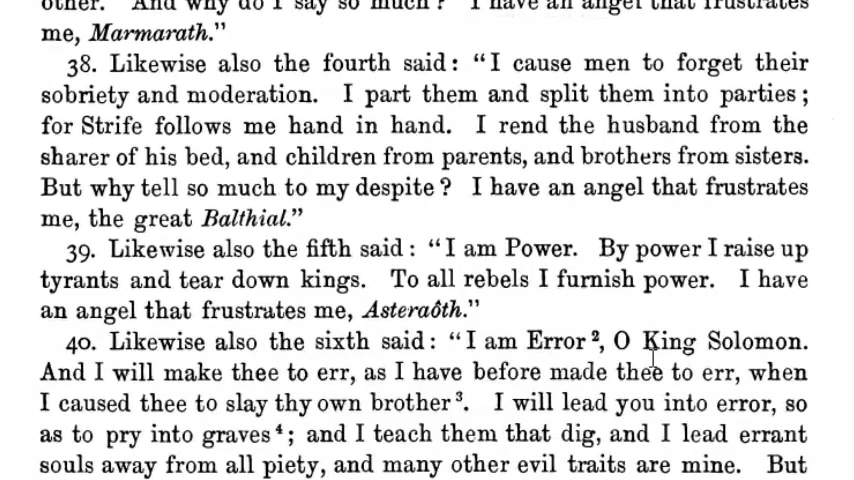 other. And why do I say so much? I have an angel that frustrates
me, Marmarath."
38. Likewise also the fourth said: "I cause men to forget their
sobriety and moderation. I part them and split them into parties;
for Strife follows me hand in hand. I rend the husband from the
sharer of his bed, and children from parents, and brothers from sisters.
But why tell so much to my despite? I have an angel that frustrates
me, the great Balthial."
39. Likewise also the fifth said: "I am Power. By power I raise up
tyrants and tear down kings. To all rebels I furnish power. I have
an angel that frustrates me, Asteraôth."
40. Likewise also the sixth said: "I am Error ², O King Solomon.
And I will make thee to err, as I have before made thee to err, when
I caused thee to slay thy own brother ³. I will lead you into error, so
as to pry into graves ⁴; and I teach them that dig, and I lead errant
souls away from all piety, and many other evil traits are mine. But